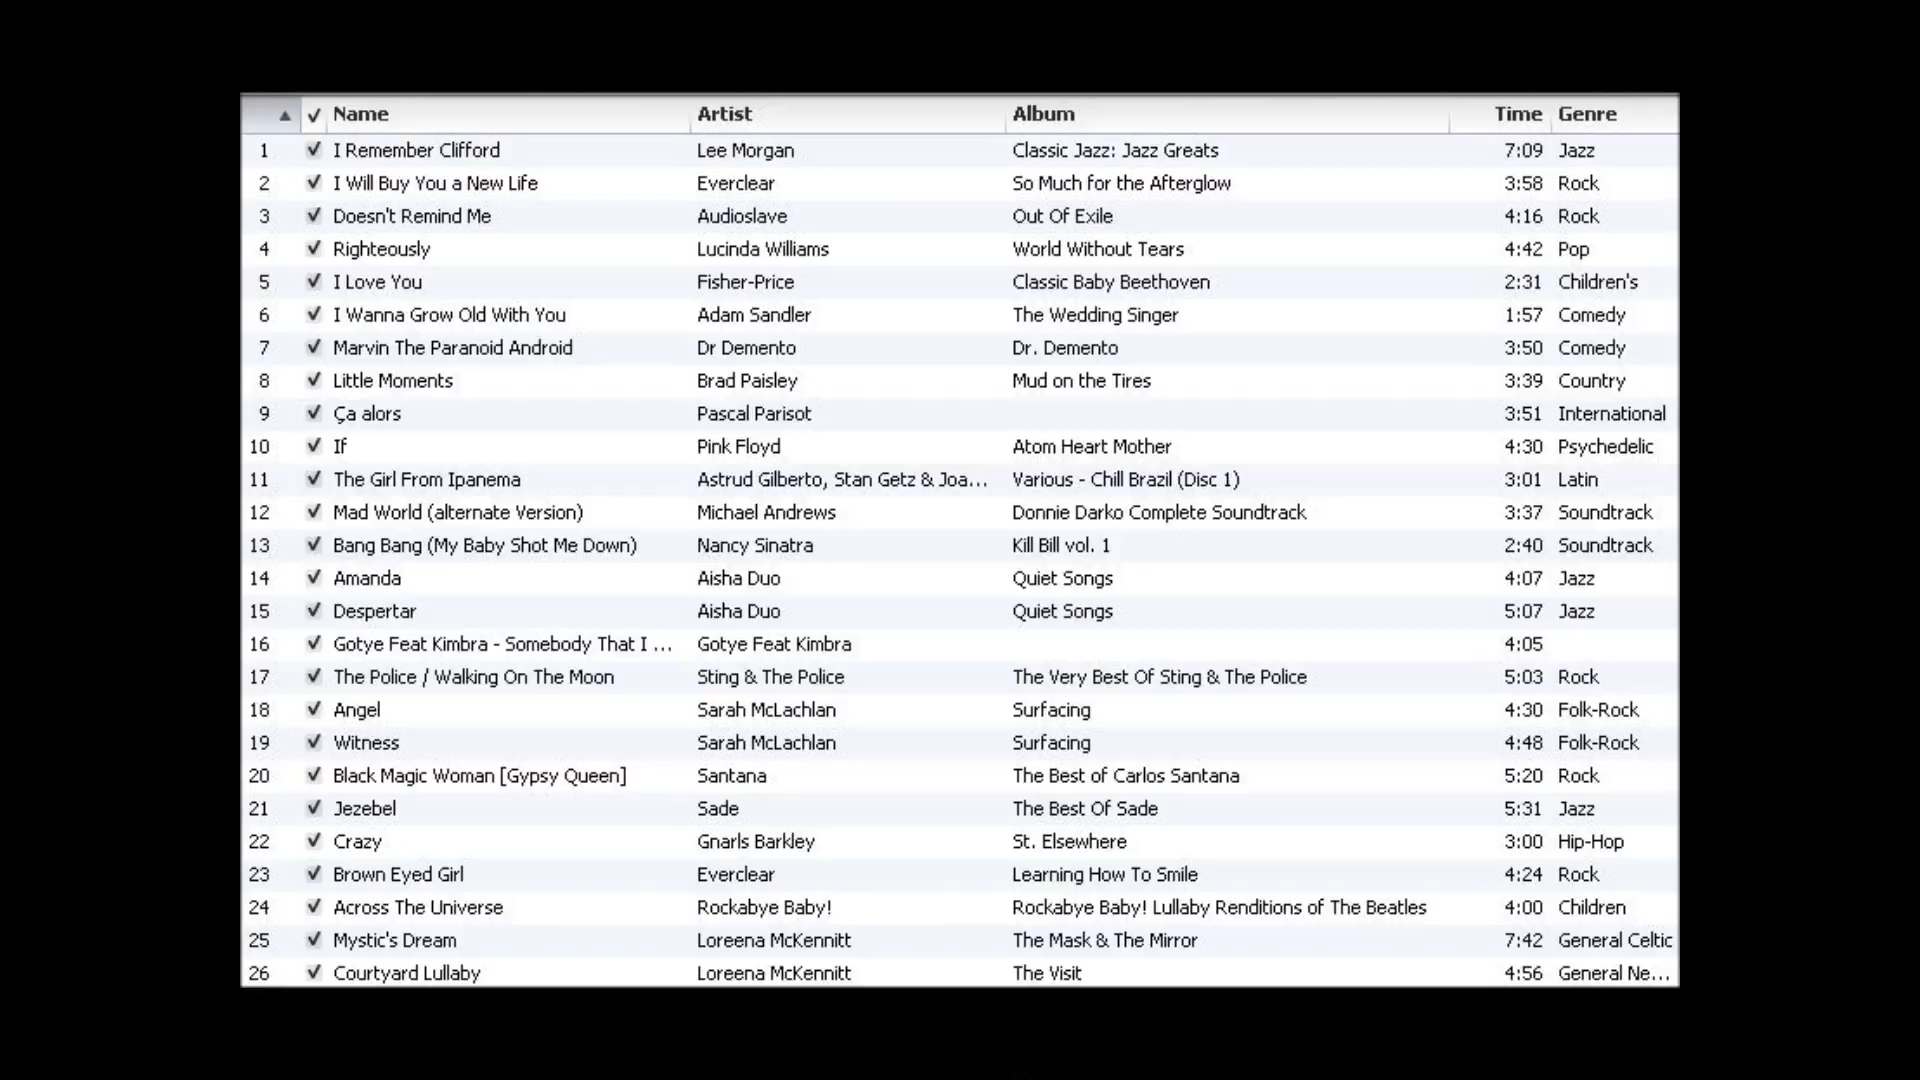 ▲ ✓ Name Artist Album Time Genre
1 ✓ I Remember Clifford Lee Morgan Classic Jazz: Jazz Greats 7:09 Jazz
2 ✓ I Will Buy You a New Life Everclear So Much for the Afterglow 3:58 Rock
3 ✓ Doesn't Remind Me Audioslave Out Of Exile 4:16 Rock
4 ✓ Righteously Lucinda Williams World Without Tears 4:42 Pop
5 ✓ I Love You Fisher-Price Classic Baby Beethoven 2:31 Children's
6 ✓ I Wanna Grow Old With You Adam Sandler The Wedding Singer 1:57 Comedy
7 ✓ Marvin The Paranoid Android Dr Demento Dr. Demento 3:50 Comedy
8 ✓ Little Moments Brad Paisley Mud on the Tires 3:39 Country
9 ✓ Ça alors Pascal Parisot 3:51 International
10 ✓ If Pink Floyd Atom Heart Mother 4:30 Psychedelic
11 ✓ The Girl From Ipanema Astrud Gilberto, Stan Getz & Joa... Various - Chill Brazil (Disc 1) 3:01 Latin
12 ✓ Mad World (alternate Version) Michael Andrews Donnie Darko Complete Soundtrack 3:37 Soundtrack
13 ✓ Bang Bang (My Baby Shot Me Down) Nancy Sinatra Kill Bill vol. 1 2:40 Soundtrack
14 ✓ Amanda Aisha Duo Quiet Songs 4:07 Jazz
15 ✓ Despertar Aisha Duo Quiet Songs 5:07 Jazz
16 ✓ Gotye Feat Kimbra - Somebody That I ... Gotye Feat Kimbra 4:05
17 ✓ The Police / Walking On The Moon Sting & The Police The Very Best Of Sting & The Police 5:03 Rock
18 ✓ Angel Sarah McLachlan Surfacing 4:30 Folk-Rock
19 ✓ Witness Sarah McLachlan Surfacing 4:48 Folk-Rock
20 ✓ Black Magic Woman [Gypsy Queen] Santana The Best of Carlos Santana 5:20 Rock
21 ✓ Jezebel Sade The Best Of Sade 5:31 Jazz
22 ✓ Crazy Gnarls Barkley St. Elsewhere 3:00 Hip-Hop
23 ✓ Brown Eyed Girl Everclear Learning How To Smile 4:24 Rock
24 ✓ Across The Universe Rockabye Baby! Rockabye Baby! Lullaby Renditions of The Beatles 4:00 Children
25 ✓ Mystic's Dream Loreena McKennitt The Mask & The Mirror 7:42 General Celtic
26 ✓ Courtyard Lullaby Loreena McKennitt The Visit 4:56 General Ne...